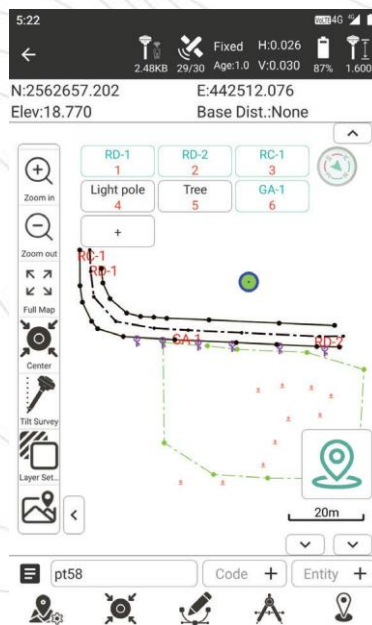 5:22
VoLTE 4G
Fixed H:0.026
2.48KB 29/30 Age:1.0 V:0.030 87% 1.600
N:2562657.202 E:442512.076
Elev:18.770 Base Dist.:None
RD-1 RD-2 RC-1
1 2 3
Zoom in
Light pole Tree GA-1
4 5 6
+
Zoom out
RC-1
RD-1
Full Map
GA-1 RD-2
Center
Tilt Survey
Layer Set...
20m
pt58 Code + Entity +